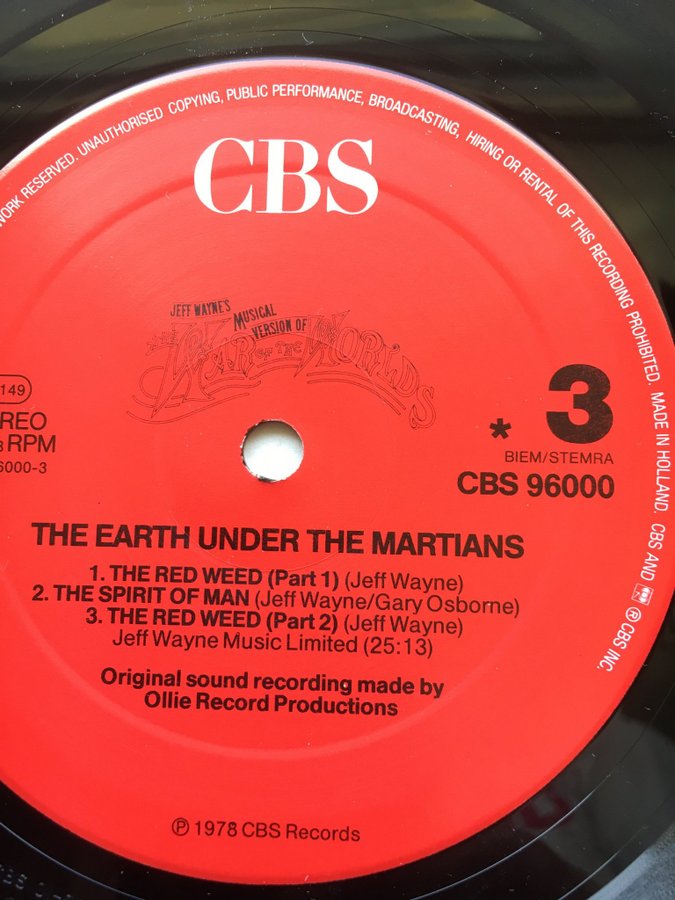 WORK RESERVED. UNAUTHORISED COPYING, PUBLIC PERFORMANCE, BROADCASTING, HIRING OR RENTAL OF THIS RECORDING PROHIBITED. MADE IN HOLLAND. CBS AND ® CBS INC.
CBS
JEFF WAYNE'S
MUSICAL
VERSION OF
THE WAR OF THE WORLDS
149
REO
RPM
6000-3
* 3
BIEM/STEMRA
CBS 96000
THE EARTH UNDER THE MARTIANS
1. THE RED WEED (Part 1) (Jeff Wayne)
2. THE SPIRIT OF MAN (Jeff Wayne/Gary Osborne)
3. THE RED WEED (Part 2) (Jeff Wayne)
Jeff Wayne Music Limited (25:13)
Original sound recording made by
Ollie Record Productions
℗ 1978 CBS Records